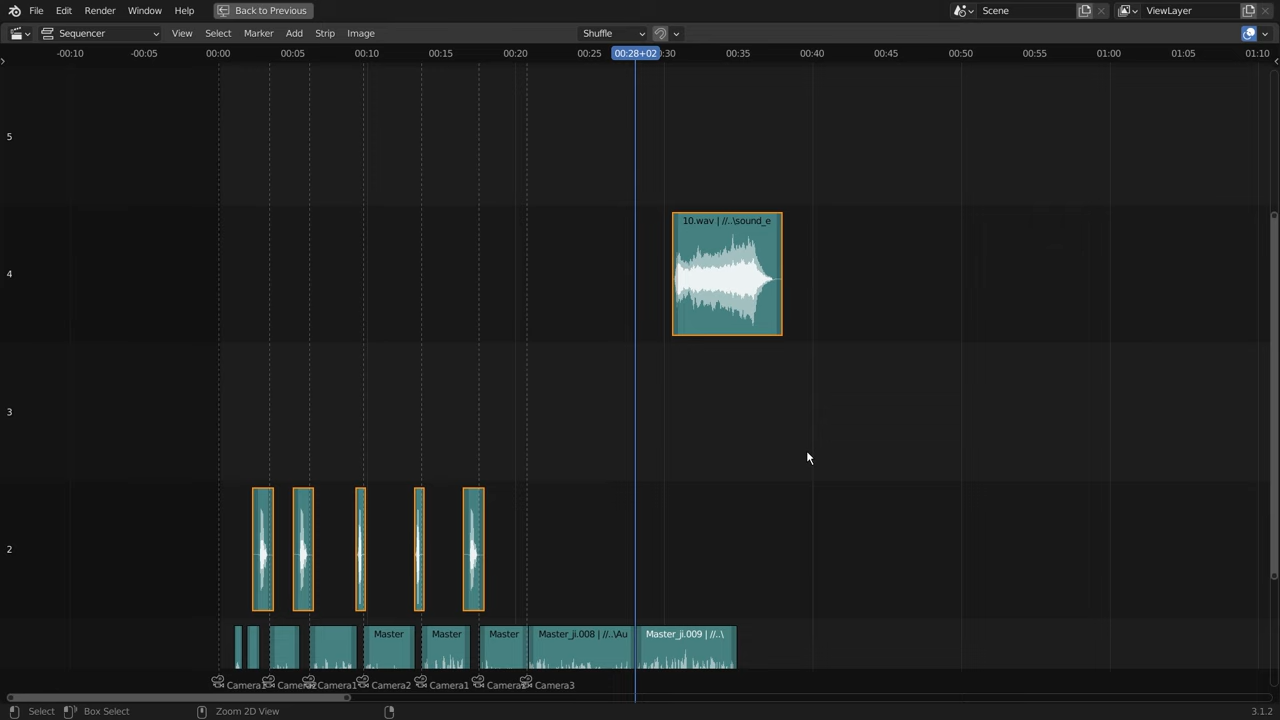 File Edit Render Window Help Back to Previous Scene ViewLayer
Sequencer View Select Marker Add Strip Image Shuffle
-00:10 -00:05 00:00 00:05 00:10 00:15 00:20 00:25 00:28+02 0:30 00:35 00:40 00:45 00:50 00:55 01:00 01:05 01:10
5
10.wav | //..\sound_e
4
3
2
Master Master Master Master_ji.008 | //..\Au Master_ji.009 | //..\
Camera1 Camera2 Camera1 Camera2 Camera1 Camera3
Select Box Select Zoom 2D View 3.1.2